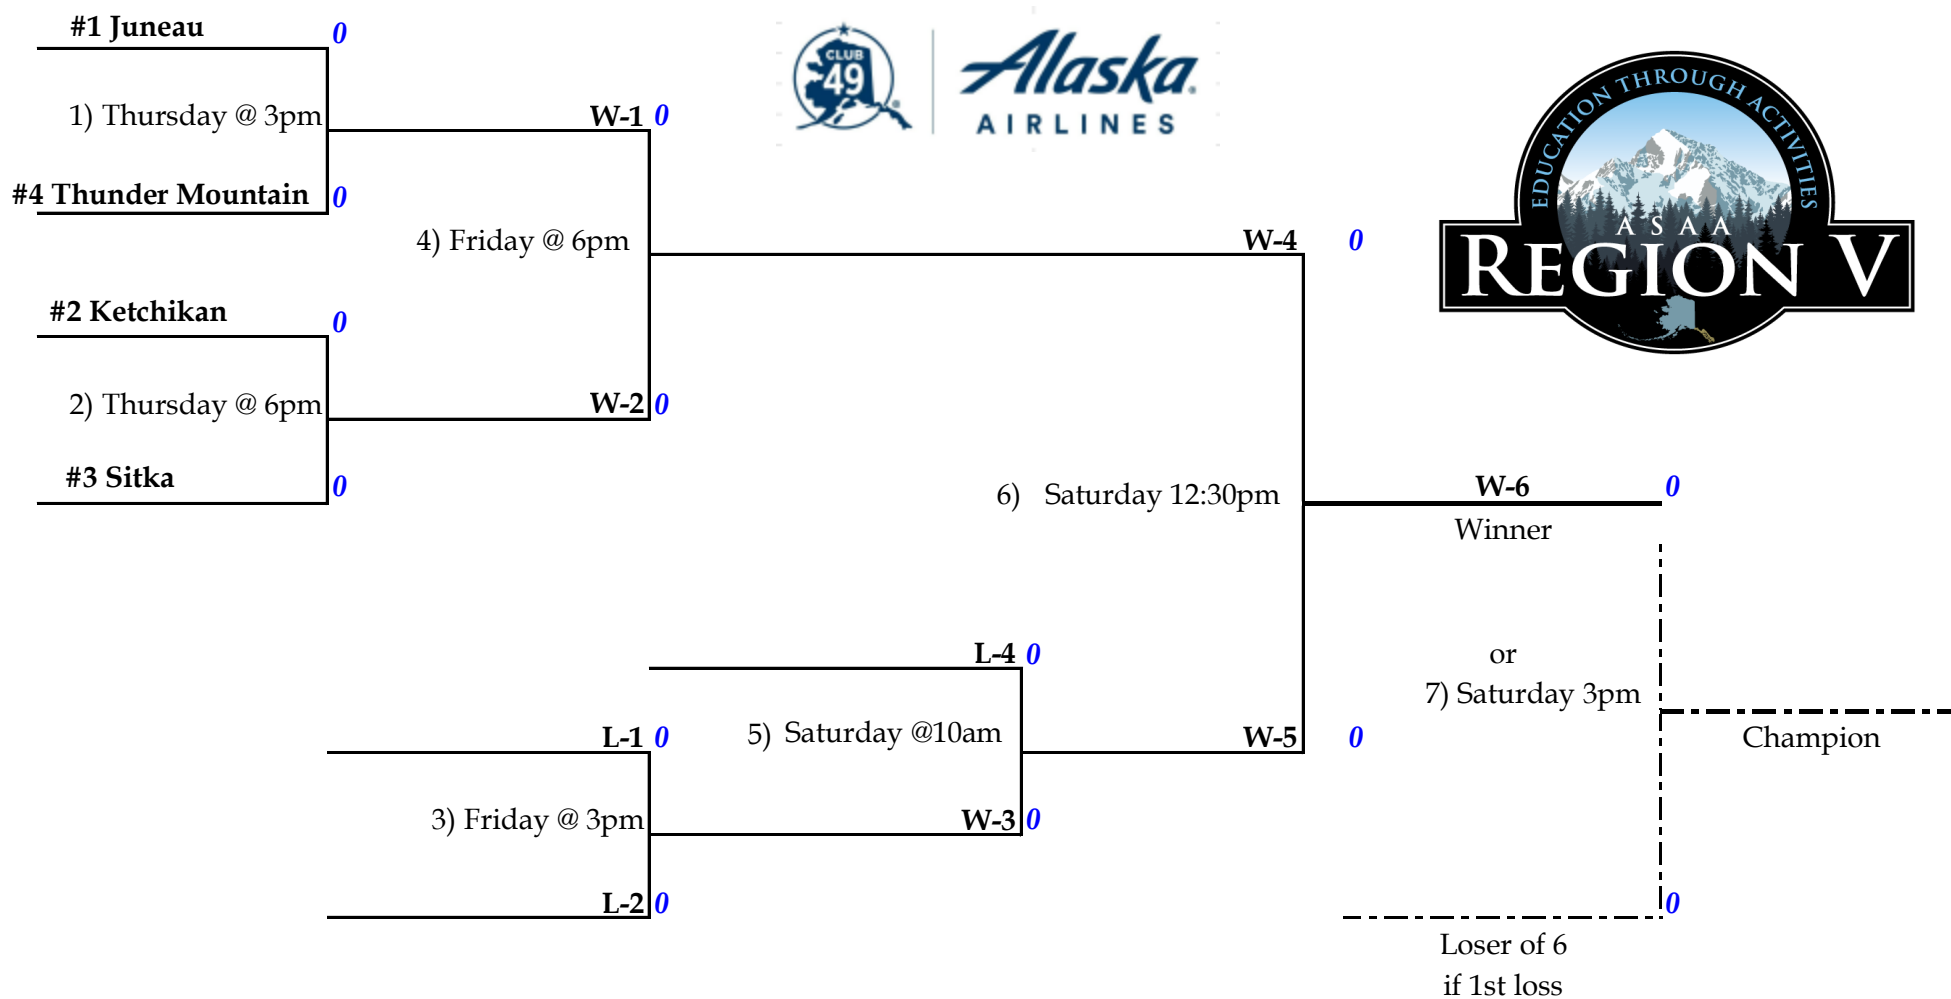 #1 Juneau
0
1) Thursday @ 3pm
#4 Thunder Mountain
0
W-1 0
4) Friday @ 6pm
#2 Ketchikan
0
2) Thursday @ 6pm
#3 Sitka
0
W-2 0
CLUB
49
Alaska
AIRLINES
EDUCATION THROUGH ACTIVITIES
ASAA
REGION V
W-4 0
6) Saturday 12:30pm
W-6 0
Winner
L-4 0
5) Saturday @10am
L-1 0
3) Friday @ 3pm
L-2 0
W-3 0
W-5 0
or
7) Saturday 3pm
Champion
0
Loser of 6
if 1st loss